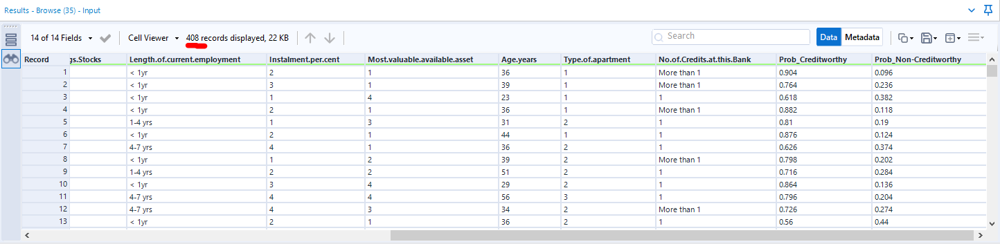 Results - Browse (35) - Input
14 of 14 Fields Cell Viewer 408 records displayed, 22 KB Search Data Metadata
Record gs.Stocks Length.of.current.employment Instalment.per.cent Most.valuable.available.asset Age.years Type.of.apartment No.of.Credits.at.this.Bank Prob_Creditworthy Prob_Non-Creditworthy
1 < 1yr 2 1 36 1 More than 1 0.904 0.096
2 < 1yr 3 1 39 1 More than 1 0.764 0.236
3 < 1yr 1 4 23 1 1 0.618 0.382
4 < 1yr 2 1 36 1 More than 1 0.882 0.118
5 1-4 yrs 1 3 31 2 1 0.81 0.19
6 < 1yr 2 1 44 1 1 0.876 0.124
7 4-7 yrs 4 1 36 2 1 0.626 0.374
8 < 1yr 1 2 39 2 More than 1 0.798 0.202
9 1-4 yrs 2 2 51 2 1 0.716 0.284
10 < 1yr 3 4 29 2 1 0.864 0.136
11 4-7 yrs 4 4 56 3 1 0.796 0.204
12 4-7 yrs 4 3 34 2 More than 1 0.726 0.274
13 < 1yr 2 1 36 2 1 0.56 0.44